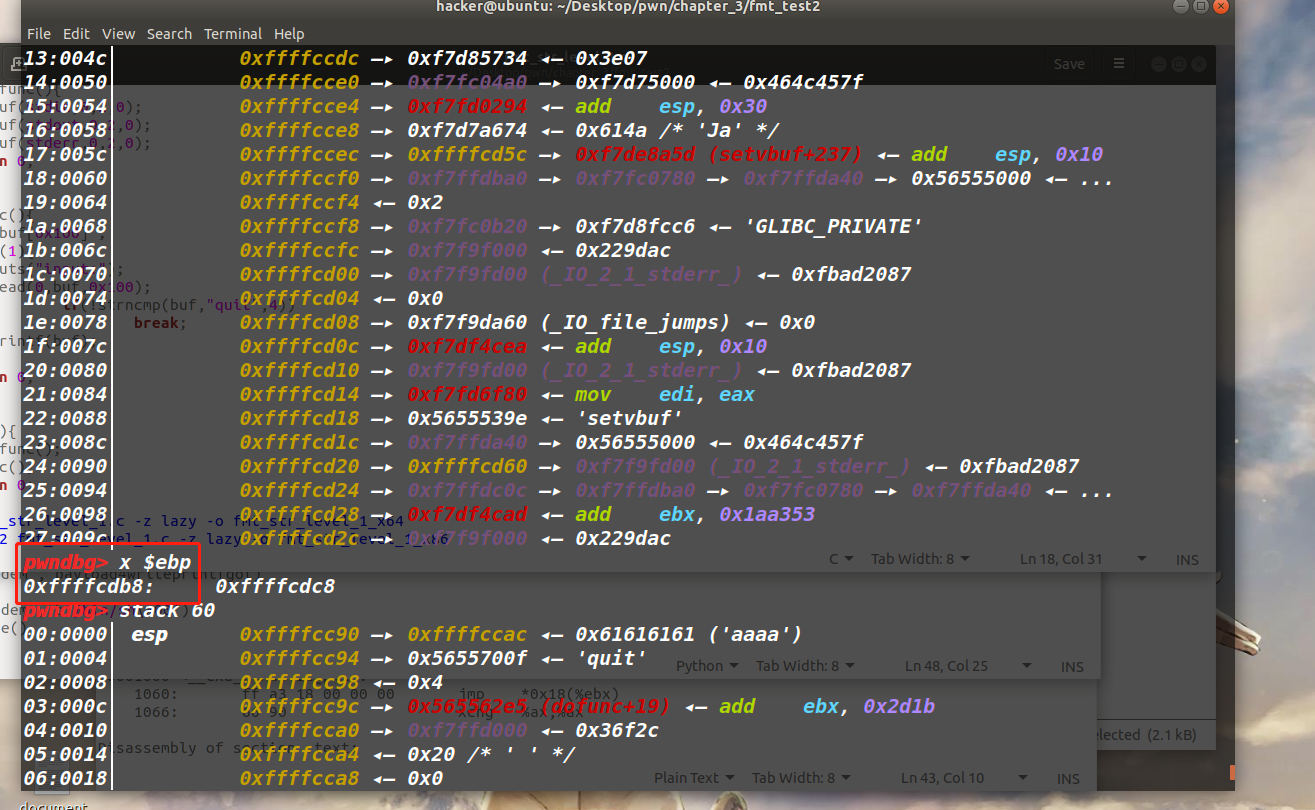 hacker@ubuntu: ~/Desktop/pwn/chapter_3/fmt_test2
File Edit View Search Terminal Help
Save
13:004c│ 0xffffccdc —▸ 0xf7d85734 ◂— 0x3e07
14:0050│ 0xffffcce0 —▸ 0xf7fc04a0 —▸ 0xf7d75000 ◂— 0x464c457f
15:0054│ 0xffffcce4 —▸ 0xf7fd0294 ◂— add esp, 0x30
16:0058│ 0xffffcce8 —▸ 0xf7d7a674 ◂— 0x614a /* 'Ja' */
17:005c│ 0xffffccec —▸ 0xffffcd5c —▸ 0xf7de8a5d (setvbuf+237) ◂— add esp, 0x10
18:0060│ 0xffffccf0 —▸ 0xf7ffdba0 —▸ 0xf7fc0780 —▸ 0xf7ffda40 —▸ 0x56555000 ◂— ...
19:0064│ 0xffffccf4 ◂— 0x2
1a:0068│ 0xffffccf8 —▸ 0xf7fc0b20 —▸ 0xf7d8fcc6 ◂— 'GLIBC_PRIVATE'
1b:006c│ 0xffffccfc —▸ 0xf7f9f000 ◂— 0x229dac
1c:0070│ 0xffffcd00 —▸ 0xf7f9fd00 (_IO_2_1_stderr_) ◂— 0xfbad2087
1d:0074│ 0xffffcd04 ◂— 0x0
1e:0078│ 0xffffcd08 —▸ 0xf7f9da60 (_IO_file_jumps) ◂— 0x0
break;
1f:007c│ 0xffffcd0c —▸ 0xf7df4cea ◂— add esp, 0x10
20:0080│ 0xffffcd10 —▸ 0xf7f9fd00 (_IO_2_1_stderr_) ◂— 0xfbad2087
21:0084│ 0xffffcd14 —▸ 0xf7fd6f80 ◂— mov edi, eax
22:0088│ 0xffffcd18 —▸ 0x5655539e ◂— 'setvbuf'
23:008c│ 0xffffcd1c —▸ 0xf7ffda40 —▸ 0x56555000 ◂— 0x464c457f
24:0090│ 0xffffcd20 —▸ 0xffffcd60 —▸ 0xf7f9fd00 (_IO_2_1_stderr_) ◂— 0xfbad2087
25:0094│ 0xffffcd24 —▸ 0xf7ffdc0c —▸ 0xf7ffdba0 —▸ 0xf7fc0780 —▸ 0xf7ffda40 ◂— ...
26:0098│ 0xffffcd28 —▸ 0xf7df4cad ◂— add ebx, 0x1aa353
27:009c│ 0xffffcd2c —▸ 0xf7f9f000 ◂— 0x229dac
C Tab Width: 8 Ln 18, Col 31 INS
pwndbg> x $ebp
0xffffcdb8: 0xffffcdc8
pwndbg> stack 60
00:0000│ esp 0xffffcc90 —▸ 0xffffccac ◂— 0x61616161 ('aaaa')
01:0004│ 0xffffcc94 —▸ 0x5655700f ◂— 'quit'
Python Tab Width: 8 Ln 48, Col 25 INS
02:0008│ 0xffffcc98 ◂— 0x4
03:000c│ 0xffffcc9c —▸ 0x565562e5 (dofunc+19) ◂— add ebx, 0x2d1b
04:0010│ 0xffffcca0 —▸ 0xf7ffd000 ◂— 0x36f2c
selected (2.1 kB)
05:0014│ 0xffffcca4 ◂— 0x20 /* ' ' */
06:0018│ 0xffffcca8 ◂— 0x0
Plain Text Tab Width: 8 Ln 43, Col 10 INS
document